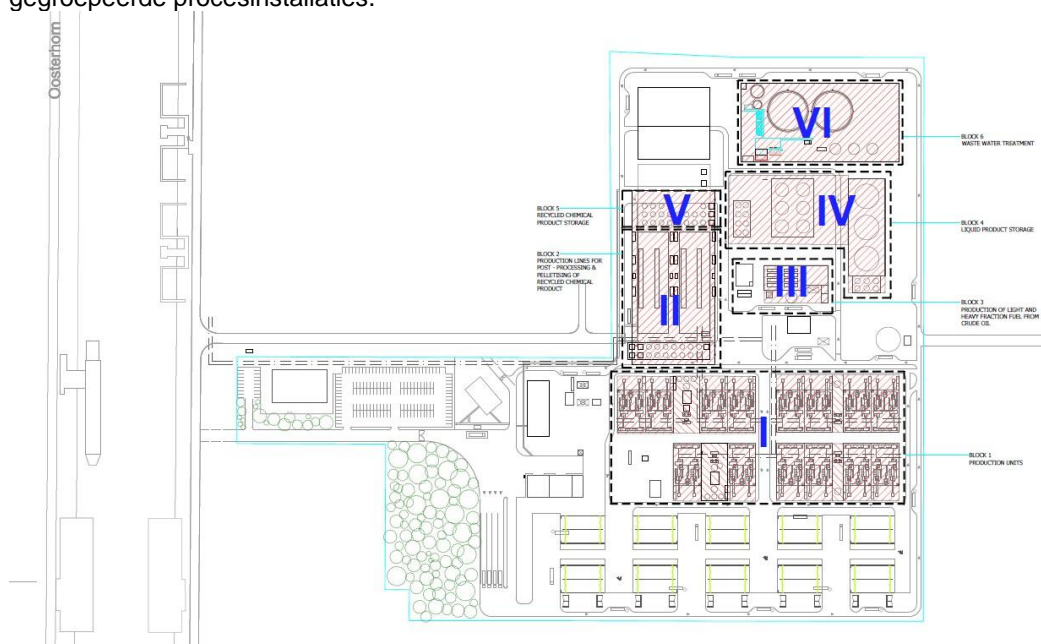 gegroepeerde procesinstallaties.
Oosterhorn
VI
BLOCK 6
WASTE WATER TREATMENT
BLOCK 5
RECYCLED CHEMICAL
PRODUCT STORAGE
V
IV
BLOCK 4
LIQUID PRODUCT STORAGE
BLOCK 2
PRODUCTION LINES FOR
POST - PROCESSING &
PELLETISING OF
RECYCLED CHEMICAL
PRODUCT
II
III
BLOCK 3
PRODUCTION OF LIGHT AND
HEAVY FRACTION FUEL FROM
CRUDE OIL
I
BLOCK 1
PRODUCTION UNITS